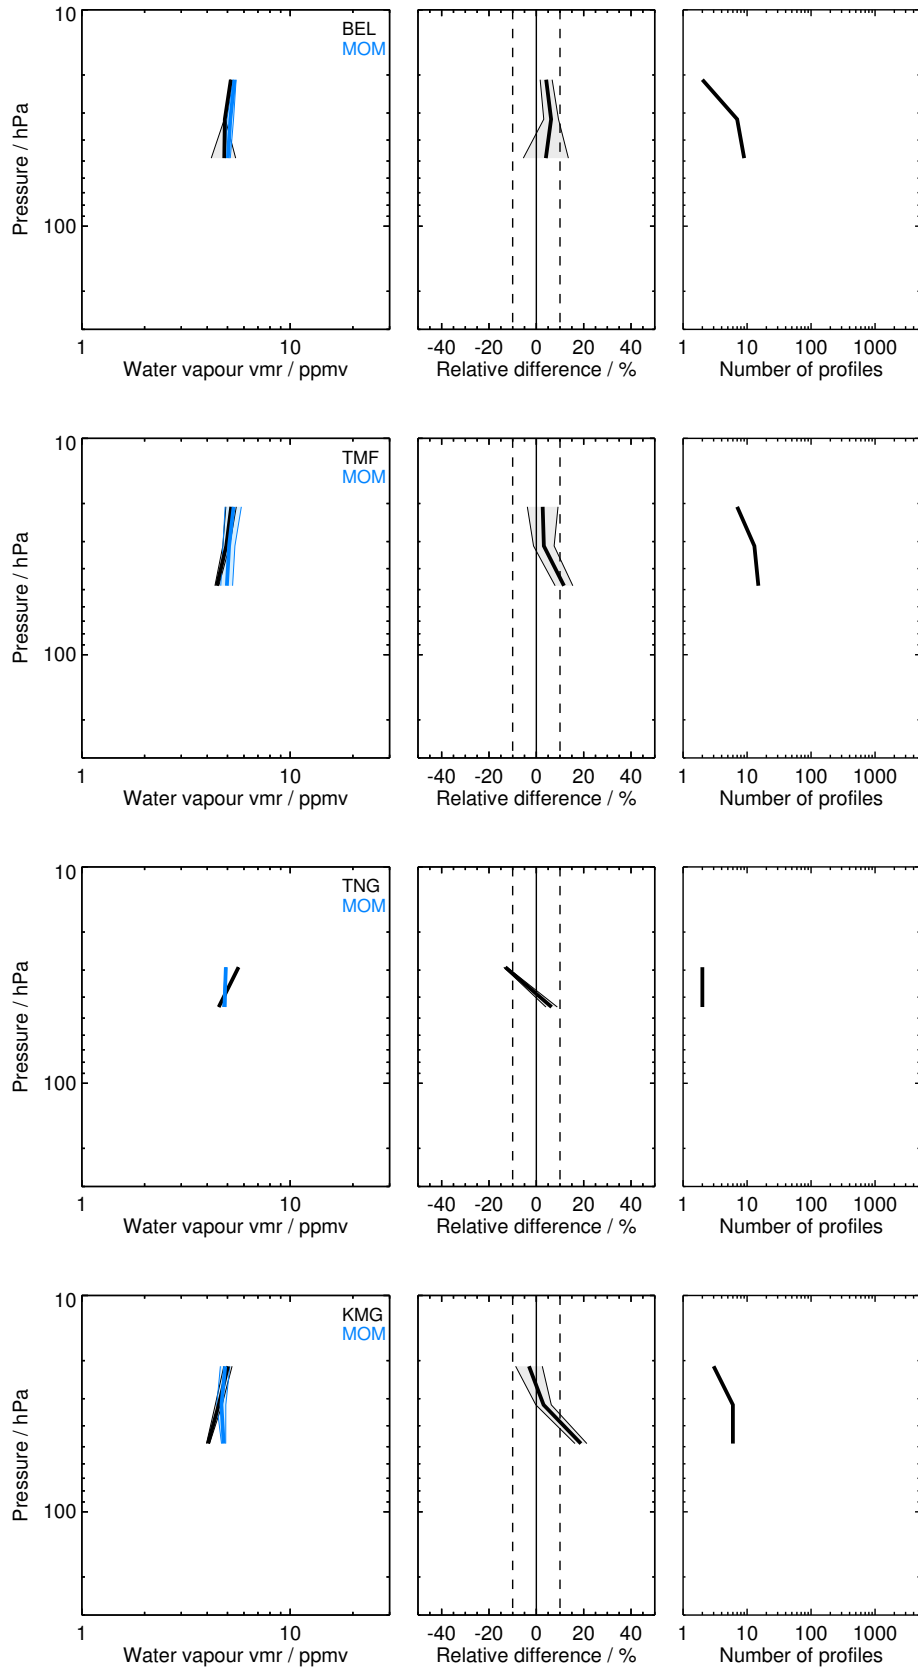 10
100
Pressure / hPa
BEL
MOM
1 10
Water vapour vmr / ppmv
-40 -20 0 20 40
Relative difference / %
1 10 100 1000
Number of profiles
10
100
Pressure / hPa
TMF
MOM
1 10
Water vapour vmr / ppmv
-40 -20 0 20 40
Relative difference / %
1 10 100 1000
Number of profiles
10
100
Pressure / hPa
TNG
MOM
1 10
Water vapour vmr / ppmv
-40 -20 0 20 40
Relative difference / %
1 10 100 1000
Number of profiles
10
100
Pressure / hPa
KMG
MOM
1 10
Water vapour vmr / ppmv
-40 -20 0 20 40
Relative difference / %
1 10 100 1000
Number of profiles